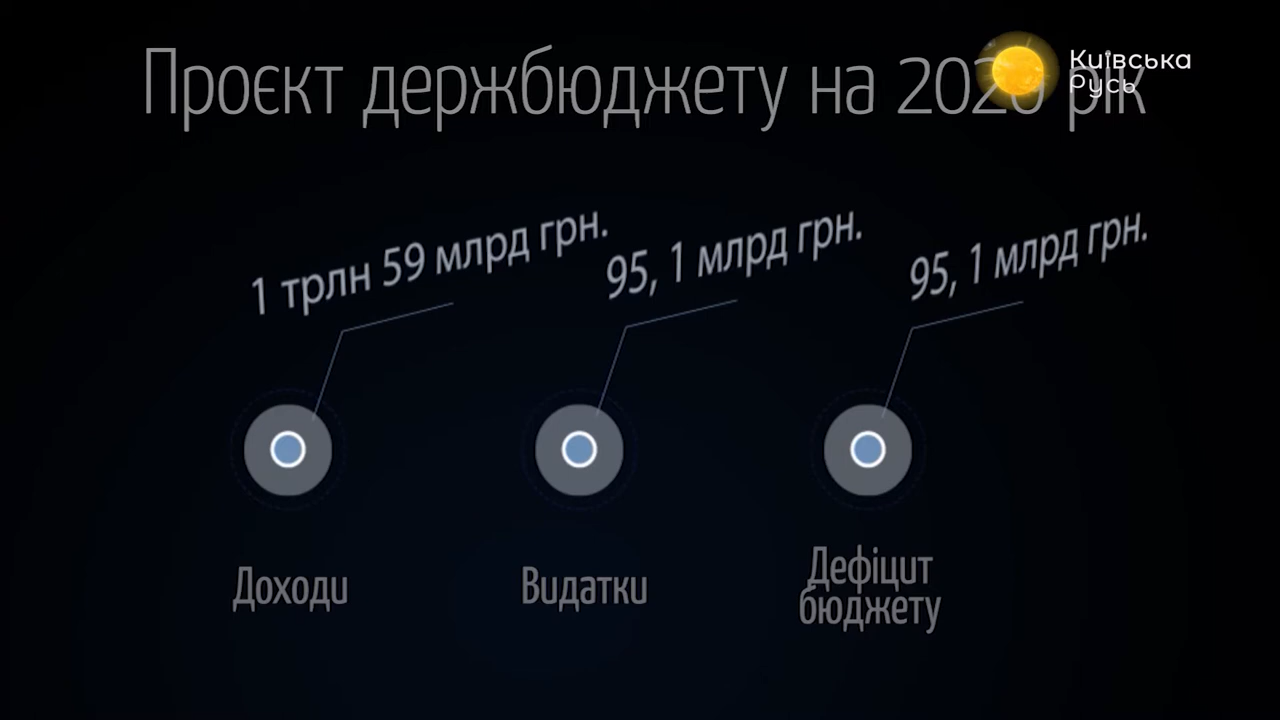 Проєкт держбюджету на 2020 рік
Київська
Русь
1 трлн 59 млрд грн.
95, 1 млрд грн.
95, 1 млрд грн.
Доходи
Видатки
Дефіцит
бюджету